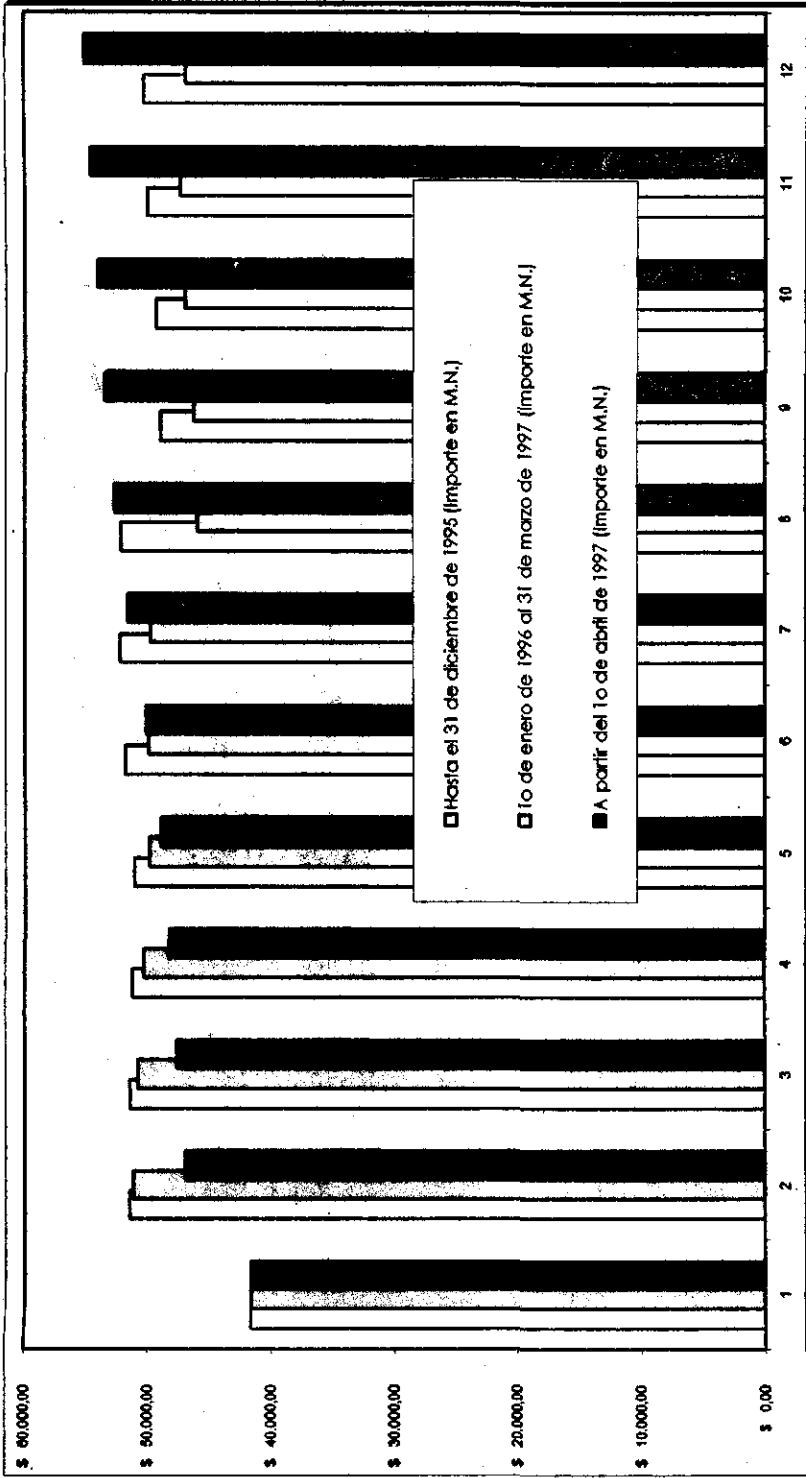 $ 60.000,00
$ 50.000,00
$ 40.000,00
$ 30.000,00
$ 20.000,00
$ 10.000,00
$ 0,00
Hasta el 31 de diciembre de 1995 (Importe en M.N.)
1o de enero de 1996 al 31 de marzo de 1997 (Importe en M.N.)
A partir del 1o de abril de 1997 (Importe en M.N.)
1 2 3 4 5 6 7 8 9 10 11 12